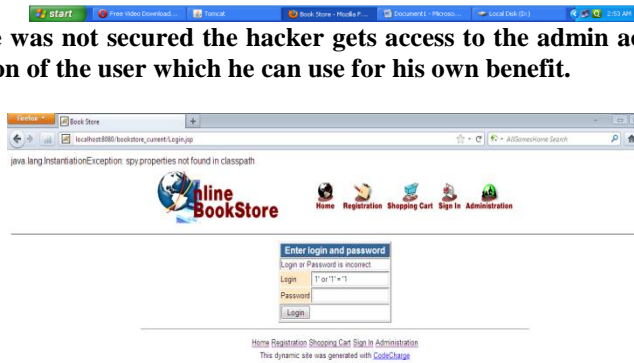 start Free Video Download... Tomcat Book Store - Mozilla F... Document1 - Microso... Local Disk (D:) 2:53 AM
e was not secured the hacker gets access to the admin ac
on of the user which he can use for his own benefit.
Firefox Book Store +
localhost:8080/bookstore_current/Login.jsp AllGamesHome Search
java.lang.InstantiationException: spy.properties not found in classpath
nline
BookStore
Home Registration Shopping Cart Sign In Administration
Enter login and password
Login or Password is incorrect
Login 1' or '1' = '1
Password
Login
Home Registration Shopping Cart Sign In Administration
This dynamic site was generated with CodeCharge